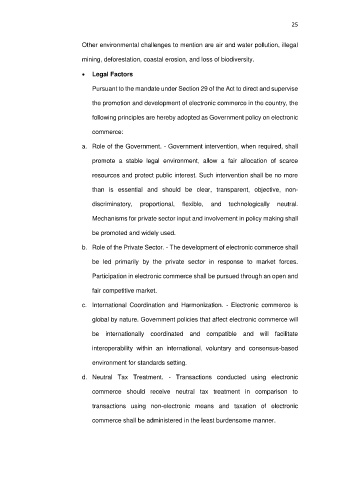 25
Other environmental challenges to mention are air and water pollution, illegal
mining, deforestation, coastal erosion, and loss of biodiversity.
• Legal Factors
Pursuant to the mandate under Section 29 of the Act to direct and supervise
the promotion and development of electronic commerce in the country, the
following principles are hereby adopted as Government policy on electronic
commerce:
a. Role of the Government. - Government intervention, when required, shall
promote a stable legal environment, allow a fair allocation of scarce
resources and protect public interest. Such intervention shall be no more
than is essential and should be clear, transparent, objective, non-
discriminatory, proportional, flexible, and technologically neutral.
Mechanisms for private sector input and involvement in policy making shall
be promoted and widely used.
b. Role of the Private Sector. - The development of electronic commerce shall
be led primarily by the private sector in response to market forces.
Participation in electronic commerce shall be pursued through an open and
fair competitive market.
c. International Coordination and Harmonization. - Electronic commerce is
global by nature. Government policies that affect electronic commerce will
be internationally coordinated and compatible and will facilitate
interoperability within an international, voluntary and consensus-based
environment for standards setting.
d. Neutral Tax Treatment. - Transactions conducted using electronic
commerce should receive neutral tax treatment in comparison to
transactions using non-electronic means and taxation of electronic
commerce shall be administered in the least burdensome manner.